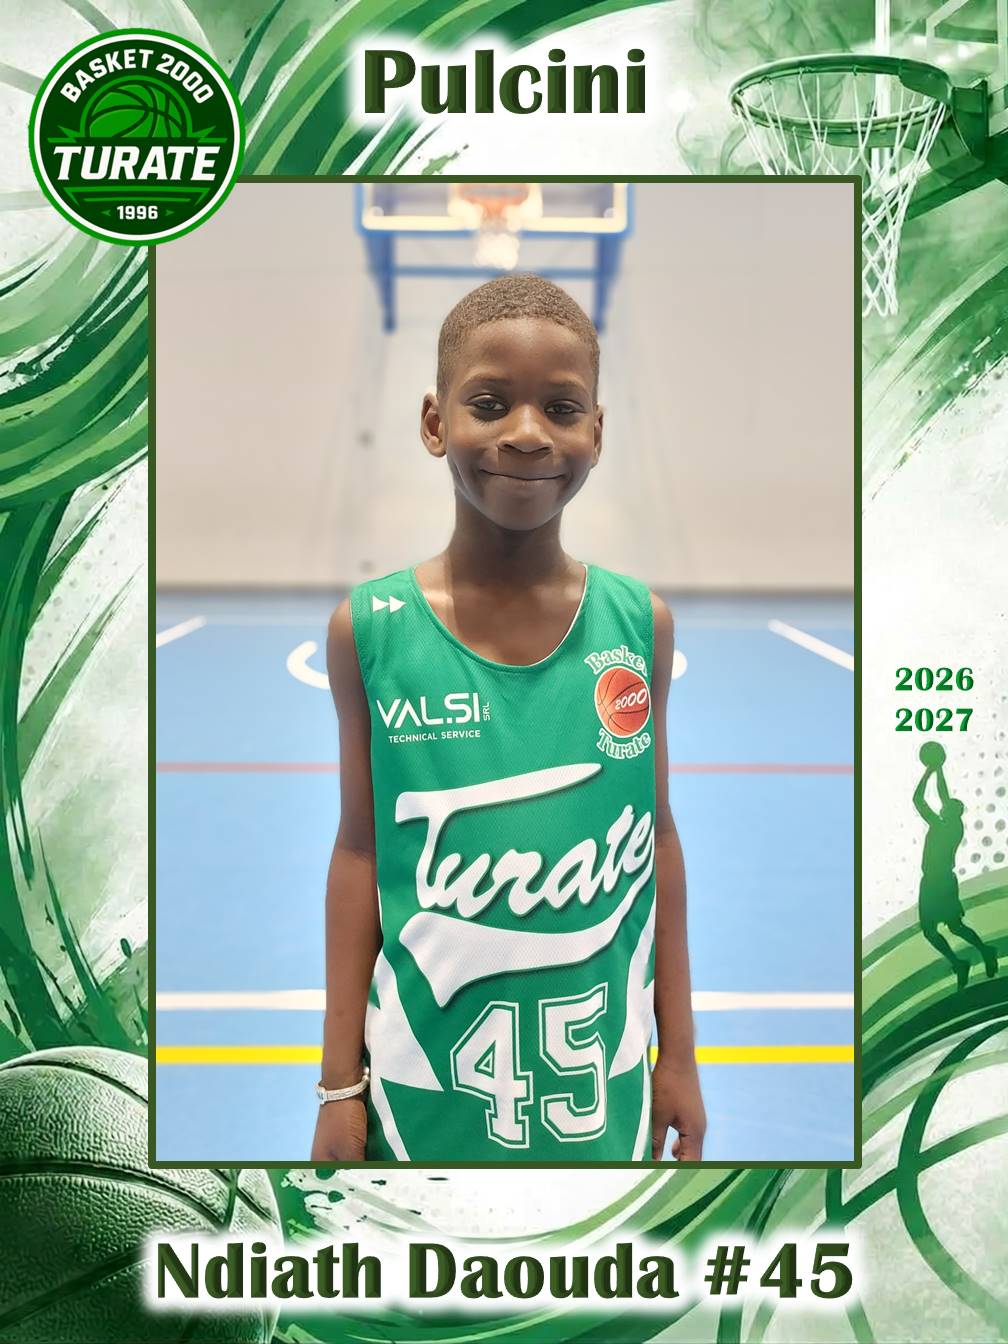 BASKET 2000
TURATE
1996
Pulcini
VALSI SRL
TECHNICAL SERVICE
Basket
2000
Turate
Turate
45
2026
2027
Ndiath Daouda #45